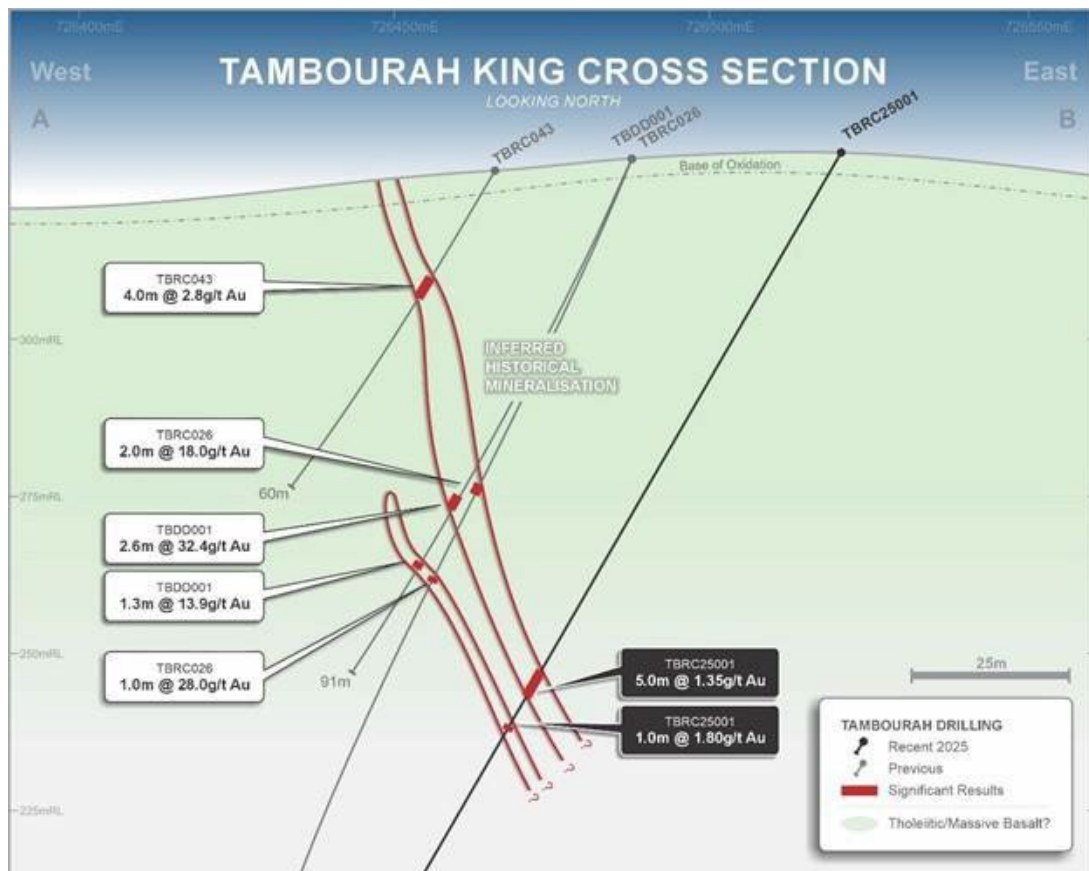 726400mE
726450mE
726500mE
726550mE
West
TAMBOURAH KING CROSS SECTION
East
LOOKING NORTH
A
B
TBRC043
TBDD001
TBRC026
TBRC25001
Base of Oxidation
TBRC043
4.0m @ 2.8g/t Au
300mRL
INFERRED
HISTORICAL
MINERALISATION
TBRC026
2.0m @ 18.0g/t Au
60m
275mRL
TBDD001
2.6m @ 32.4g/t Au
TBDD001
1.3m @ 13.9g/t Au
250mRL
TBRC026
1.0m @ 28.0g/t Au
91m
TBRC25001
5.0m @ 1.35g/t Au
25m
TBRC25001
1.0m @ 1.80g/t Au
?
?
?
?
225mRL
TAMBOURAH DRILLING
Recent 2025
Previous
Significant Results
Tholeiitic/Massive Basalt?